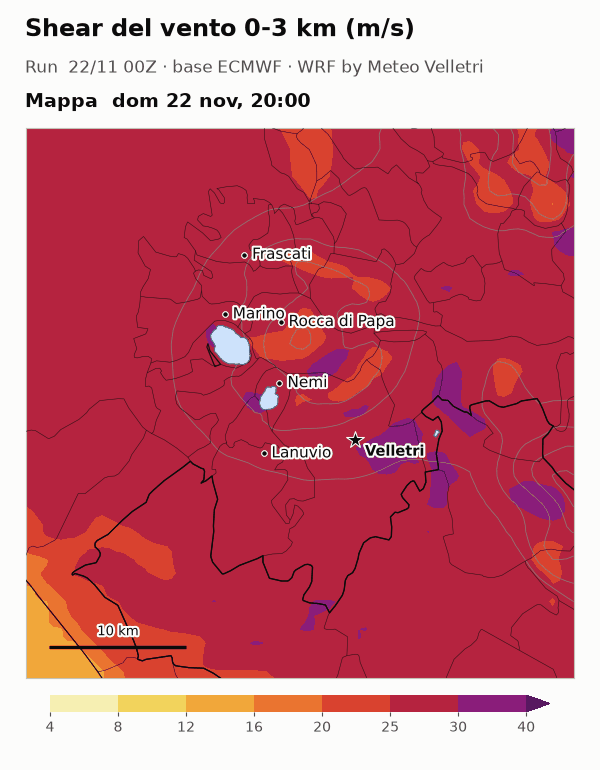 Shear del vento 0-3 km (m/s)
Run  22/11 00Z · base ECMWF · WRF by Meteo Velletri
Mappa  dom 22 nov, 20:00
Frascati
Marino
Rocca di Papa
Nemi
Velletri
Lanuvio
10 km
4 8 12 16 20 25 30 40